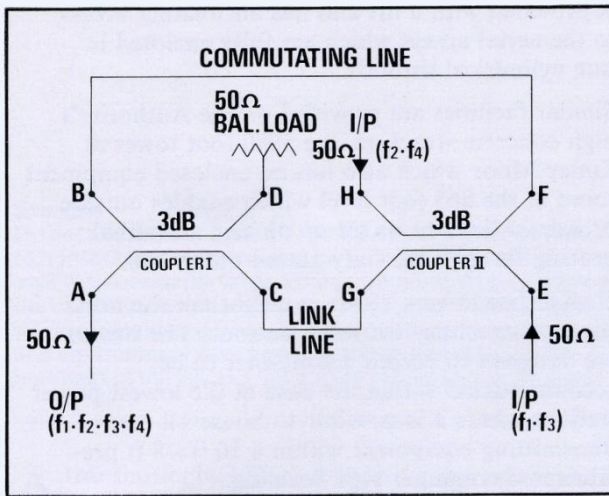 COMMUTATING LINE
50Ω
BAL. LOAD
I/P
50Ω
(f2·f4)
B
D
H
F
3dB
3dB
COUPLER I
COUPLER II
A
C
G
E
LINK
LINE
50Ω
50Ω
O/P
(f1·f2·f3·f4)
I/P
(f1·f3)